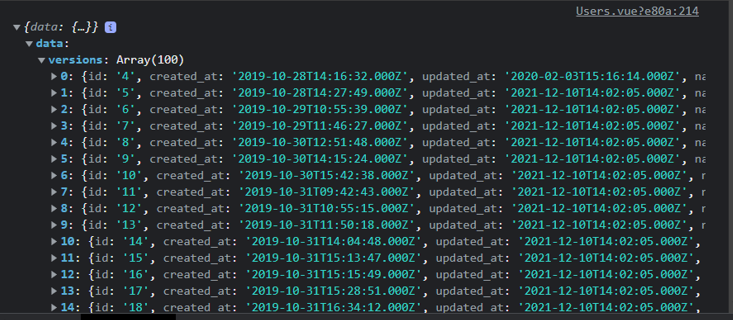 Users.vue?e80a:214
▼{data: {…}} i
▼data:
▼versions: Array(100)
▶0: {id: '4', created_at: '2019-10-28T14:16:32.000Z', updated_at: '2020-02-03T15:16:14.000Z', na
▶1: {id: '5', created_at: '2019-10-28T14:27:49.000Z', updated_at: '2021-12-10T14:02:05.000Z', n
▶2: {id: '6', created_at: '2019-10-29T10:55:39.000Z', updated_at: '2021-12-10T14:02:05.000Z', na
▶3: {id: '7', created_at: '2019-10-29T11:46:27.000Z', updated_at: '2021-12-10T14:02:05.000Z', na
▶4: {id: '8', created_at: '2019-10-30T12:51:48.000Z', updated_at: '2021-12-10T14:02:05.000Z', na
▶5: {id: '9', created_at: '2019-10-30T14:15:24.000Z', updated_at: '2021-12-10T14:02:05.000Z', na
▶6: {id: '10', created_at: '2019-10-30T15:42:38.000Z', updated_at: '2021-12-10T14:02:05.000Z', n
▶7: {id: '11', created_at: '2019-10-31T09:42:43.000Z', updated_at: '2021-12-10T14:02:05.000Z', n
▶8: {id: '12', created_at: '2019-10-31T10:55:15.000Z', updated_at: '2021-12-10T14:02:05.000Z', n
▶9: {id: '13', created_at: '2019-10-31T11:50:18.000Z', updated_at: '2021-12-10T14:02:05.000Z', n
▶10: {id: '14', created_at: '2019-10-31T14:04:48.000Z', updated_at: '2021-12-10T14:02:05.000Z',
▶11: {id: '15', created_at: '2019-10-31T15:13:47.000Z', updated_at: '2021-12-10T14:02:05.000Z',
▶12: {id: '16', created_at: '2019-10-31T15:15:49.000Z', updated_at: '2021-12-10T14:02:05.000Z',
▶13: {id: '17', created_at: '2019-10-31T15:28:51.000Z', updated_at: '2021-12-10T14:02:05.000Z',
▶14: {id: '18', created_at: '2019-10-31T16:34:12.000Z', updated_at: '2021-12-10T14:02:05.000Z',